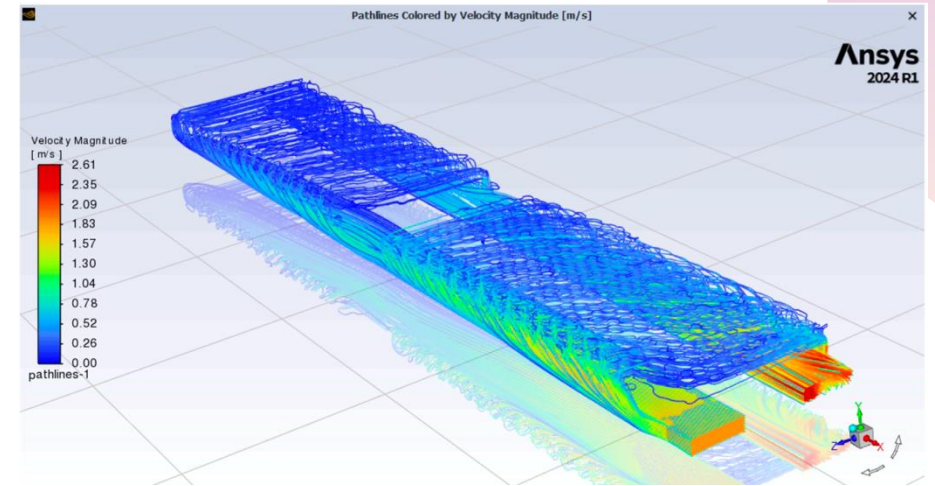 Pathlines Colored by Velocity Magnitude [m/s]
Ansys
2024 R1
Velocity Magnitude
[ m/s ]
2.61
2.35
2.09
1.83
1.57
1.30
1.04
0.78
0.52
0.26
0.00
pathlines-1
Y
Z
X